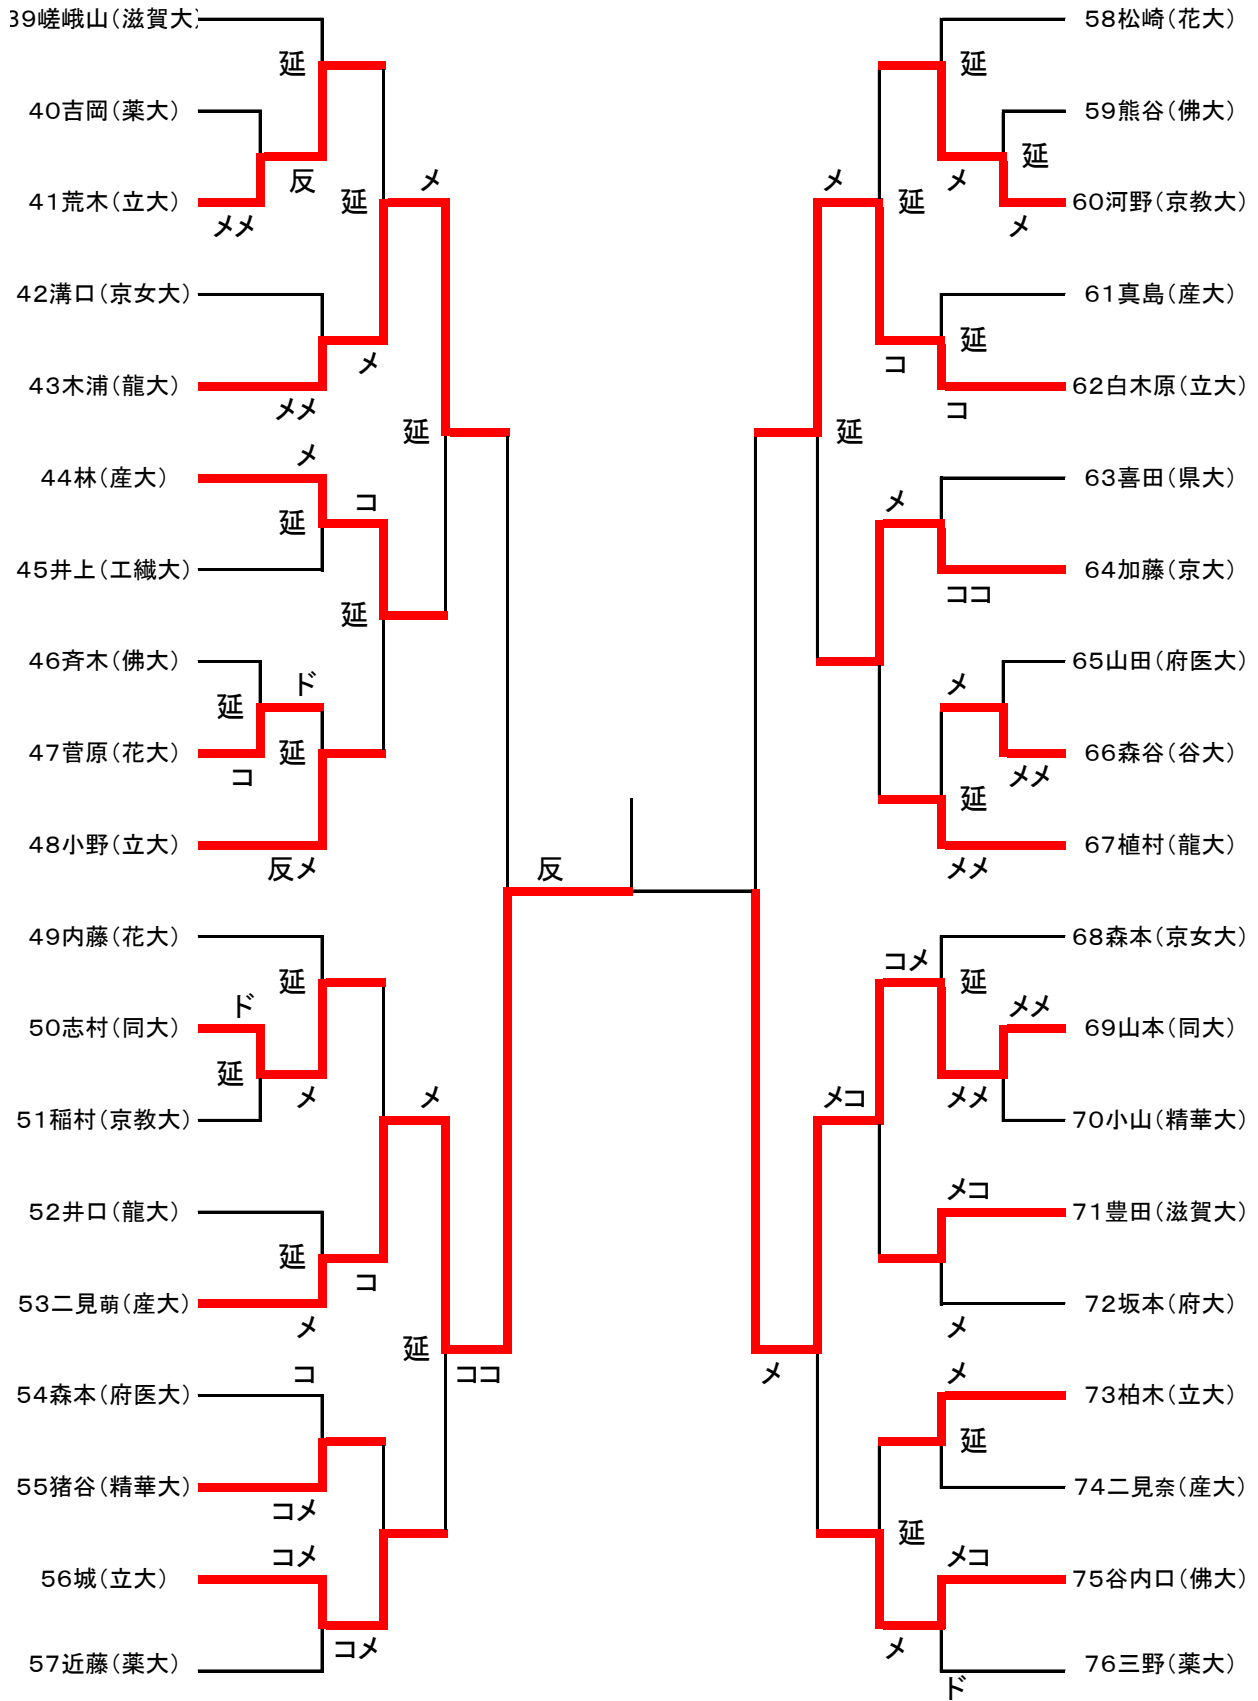 39嵯峨山(滋賀大)
延
40吉岡(薬大)
反
41荒木(立大)
メメ
延
メ
42溝口(京女大)
メ
43木浦(龍大)
メメ
延
メ
44林(産大)
コ
延
45井上(工繊大)
延
46斉木(佛大)
ド
延
47菅原(花大)
延
コ
48小野(立大)
反メ
反
49内藤(花大)
延
ド
50志村(同大)
延
メ
メ
51稲村(京教大)
52井口(龍大)
延
コ
53二見萌(産大)
メ
延
ココ
コ
54森本(府医大)
55猪谷(精華大)
コメ
コメ
56城(立大)
コメ
57近藤(薬大)
58松崎(花大)
延
59熊谷(佛大)
延
メ
60河野(京教大)
メ
メ
延
61真島(産大)
延
コ
62白木原(立大)
コ
延
63喜田(県大)
メ
64加藤(京大)
ココ
65山田(府医大)
メ
66森谷(谷大)
メメ
延
67植村(龍大)
メメ
68森本(京女大)
コメ
延
メメ
69山本(同大)
メメ
メコ
70小山(精華大)
メコ
71豊田(滋賀大)
72坂本(府大)
メ
メ
メ
73柏木(立大)
延
74二見奈(産大)
延
メコ
75谷内口(佛大)
メ
76三野(薬大)
ド